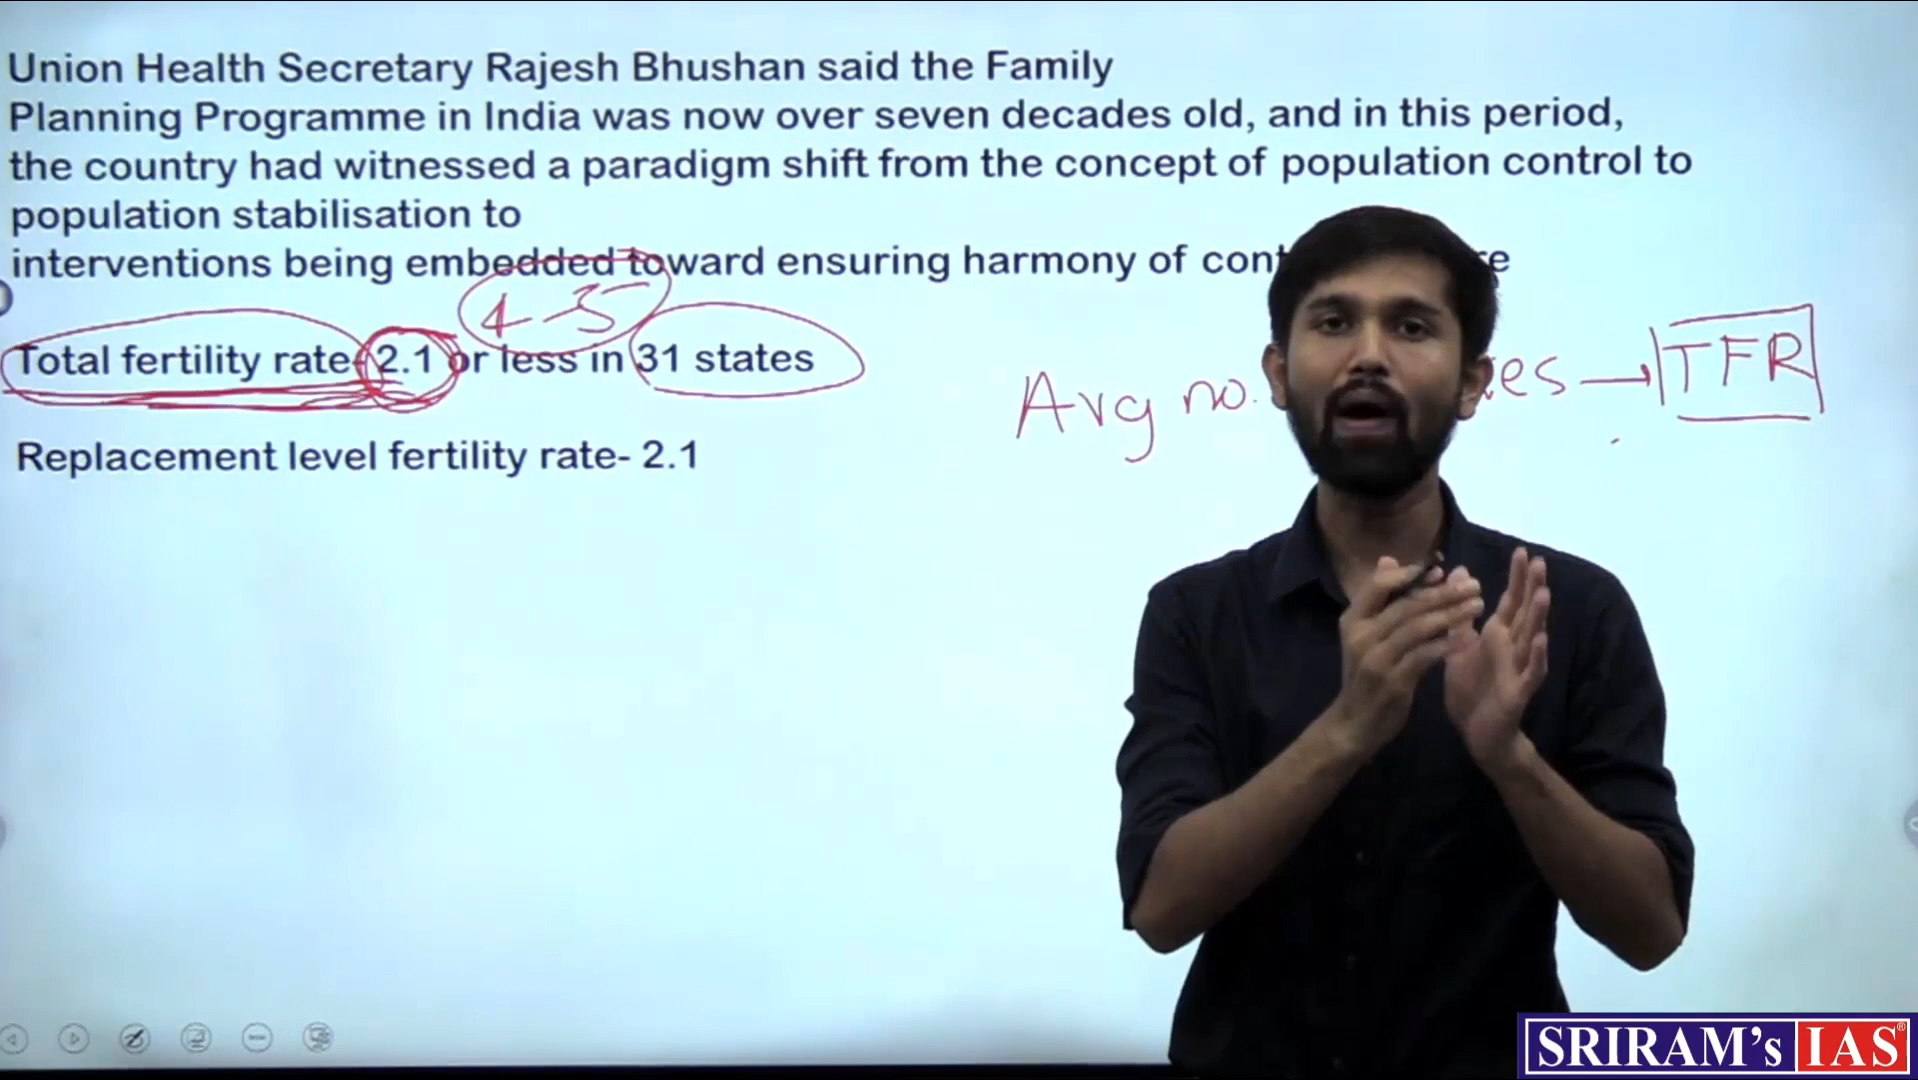 Union Health Secretary Rajesh Bhushan said the Family
Planning Programme in India was now over seven decades old, and in this period,
the country had witnessed a paradigm shift from the concept of population control to
population stabilisation to
interventions being embedded toward ensuring harmony of
4-5
Total fertility rate- 2.1 or less in 31 states
Avg no. → TFR
Replacement level fertility rate- 2.1
SRIRAM's IAS®